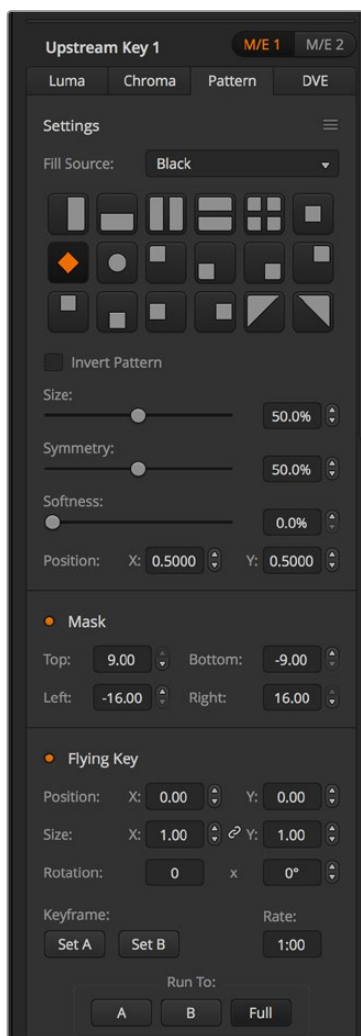 Upstream Key 1 M/E 1 M/E 2
Luma Chroma Pattern DVE
Settings
Fill Source: Black
Invert Pattern
Size:
50.0%
Symmetry:
50.0%
Softness:
0.0%
Position: X: 0.5000 Y: 0.5000
Mask
Top: 9.00 Bottom: -9.00
Left: -16.00 Right: 16.00
Flying Key
Position: X: 0.00 Y: 0.00
Size: X: 1.00 Y: 1.00
Rotation: 0 x 0°
Keyframe: Rate:
Set A Set B 1:00
Run To:
A B Full